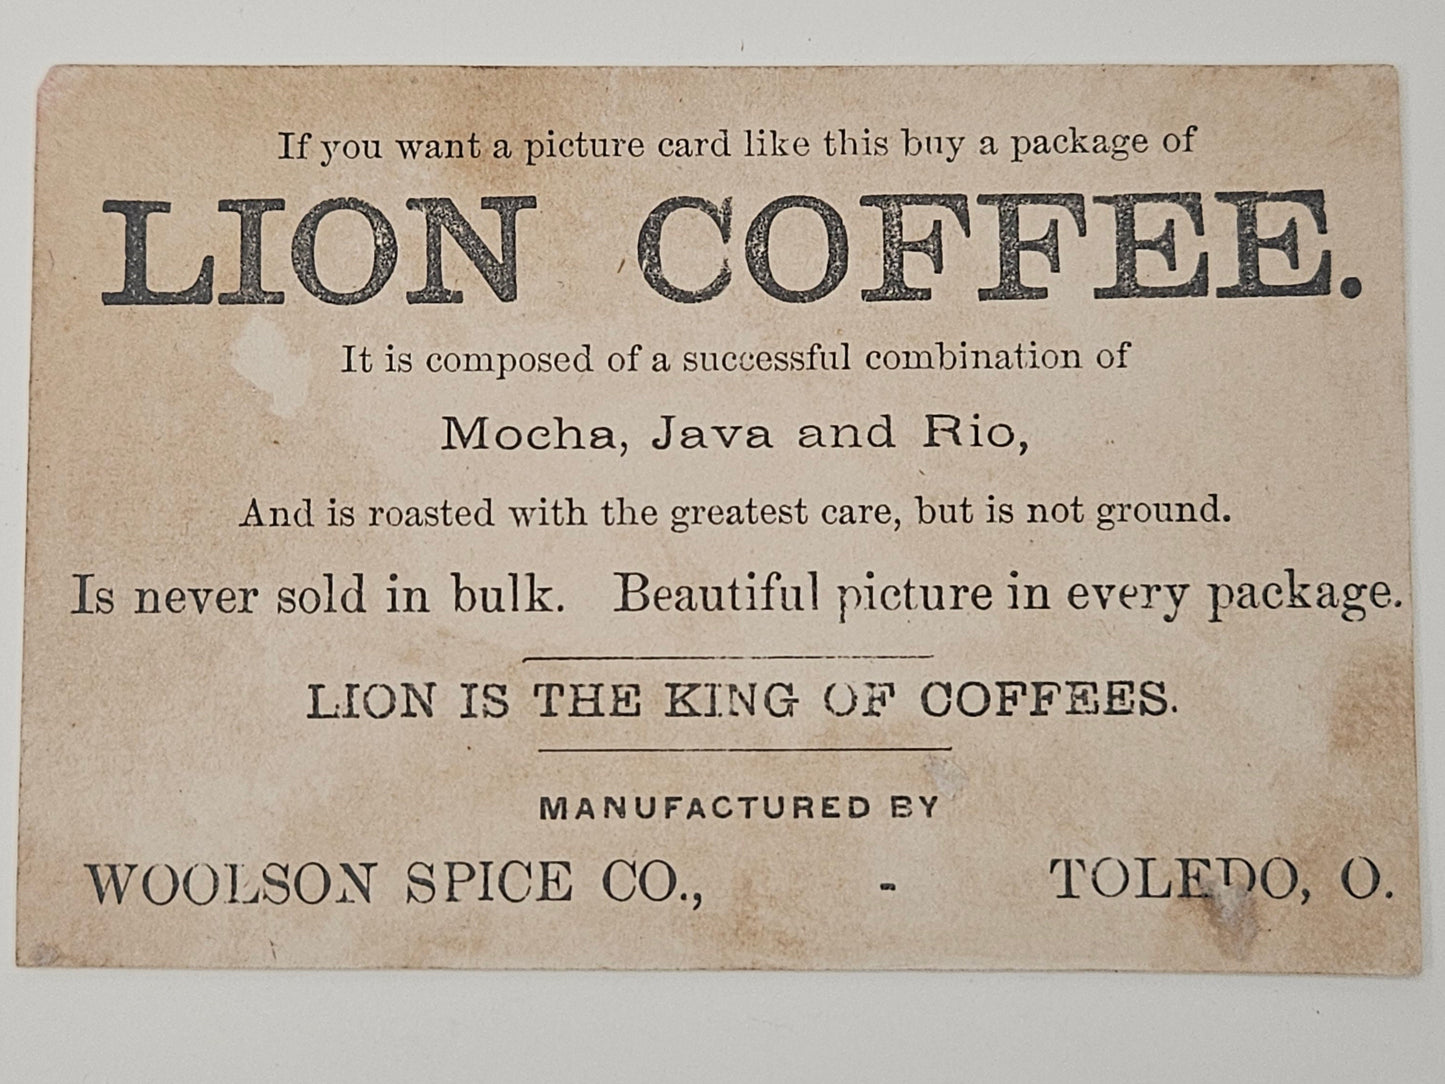 If you want a picture card like this buy a package of
LION COFFEE.
It is composed of a successful combination of
Mocha, Java and Rio,
And is roasted with the greatest care, but is not ground.
Is never sold in bulk. Beautiful picture in every package.
LION IS THE KING OF COFFEES.
MANUFACTURED BY
WOOLSON SPICE CO., - TOLEDO, O.